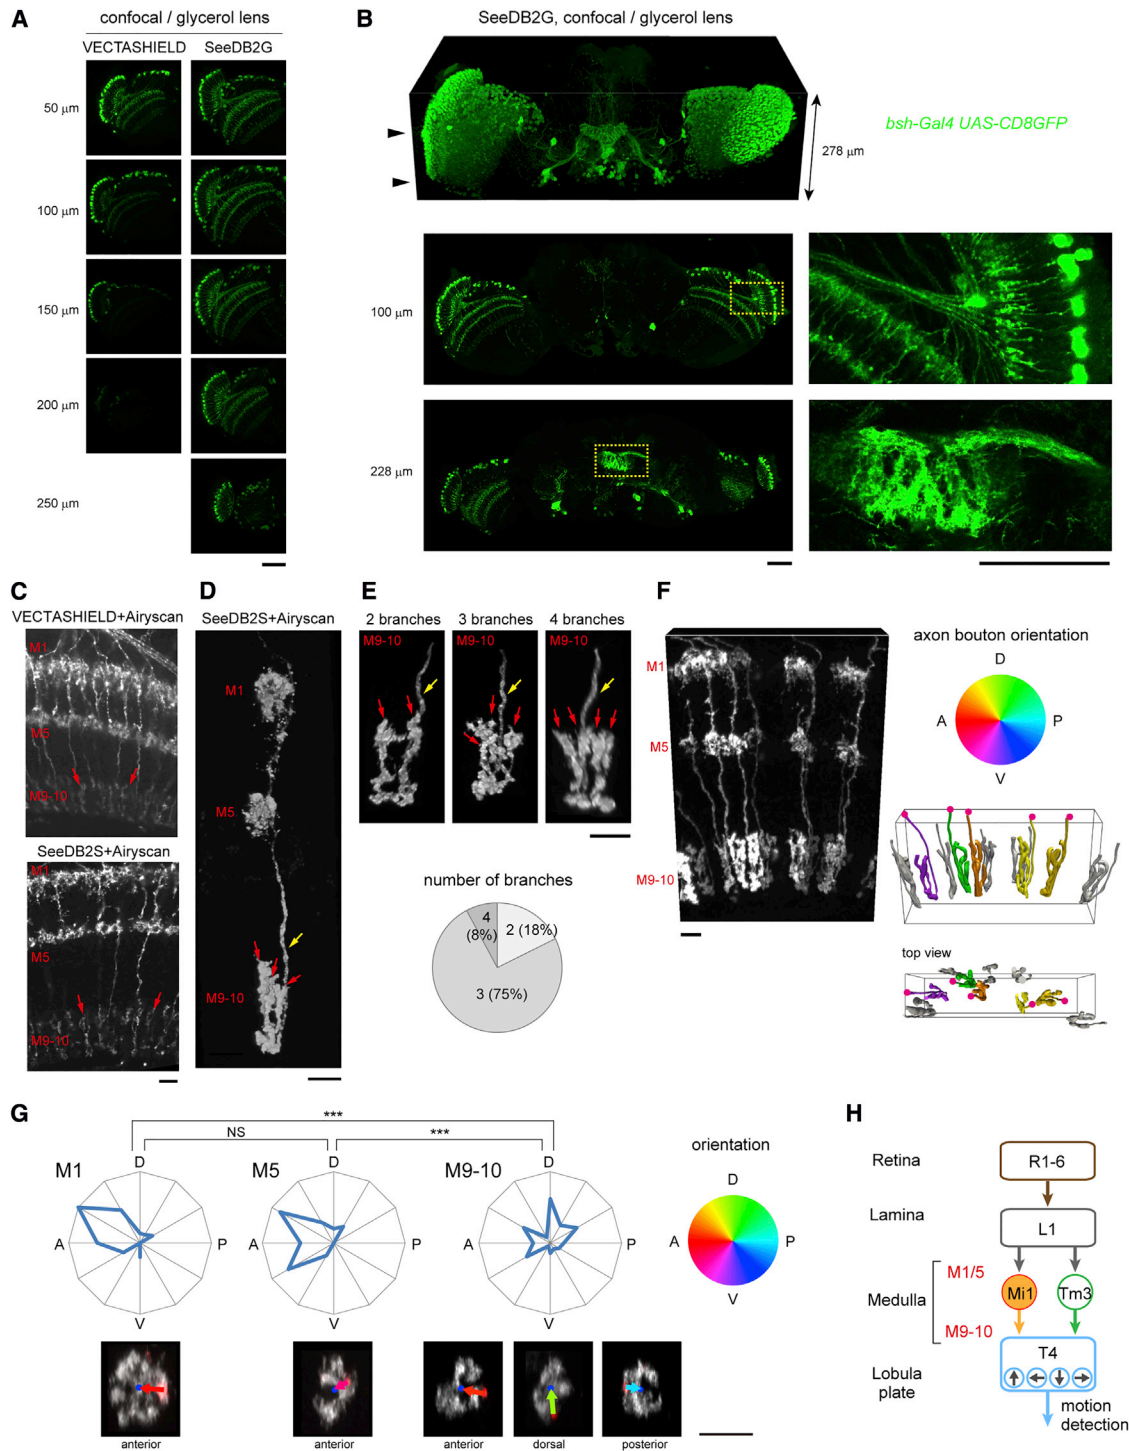 A
confocal / glycerol lens
VECTASHIELD
SeeDB2G
50 µm
100 µm
150 µm
200 µm
250 µm
B
SeeDB2G, confocal / glycerol lens
278 µm
bsh-Gal4 UAS-CD8GFP
100 µm
228 µm
C
VECTASHIELD+Airyscan
M1
M5
M9-10
SeeDB2S+Airyscan
M1
M5
M9-10
D
SeeDB2S+Airyscan
M1
M5
M9-10
E
2 branches
3 branches
4 branches
M9-10
M9-10
M9-10
number of branches
4
(8%)
2 (18%)
3 (75%)
F
M1
M5
M9-10
axon bouton orientation
D
A
P
V
top view
G
***
NS
***
M1
D
A
V
M5
D
A
P
V
M9-10
D
A
P
V
P
orientation
D
A
P
V
anterior
anterior
anterior
dorsal
posterior
H
Retina
R1-6
Lamina
L1
M1/5
Medulla
Mi1
Tm3
M9-10
T4
Lobula
plate
motion
detection